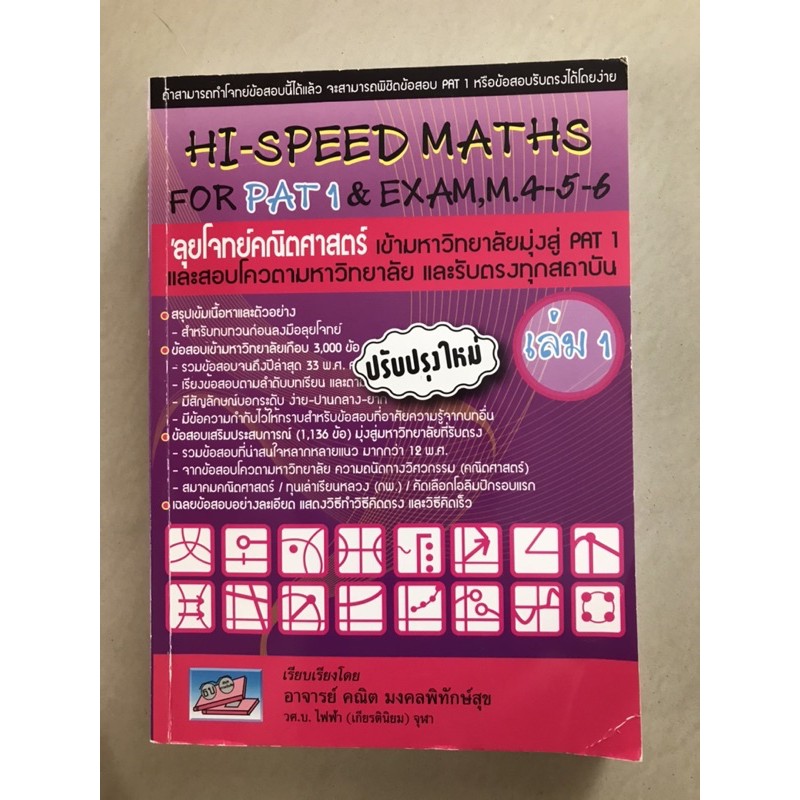 ถ้าสามารถทำโจทย์ข้อสอบนี้ได้แล้ว จะสามารถพิชิตข้อสอบ PAT 1 หรือข้อสอบรับตรงได้โดยง่าย
HI-SPEED MATHS
FOR PAT 1 & EXAM,M.4-5-6
'ลุยโจทย์คณิตศาสตร์ เข้ามหาวิทยาลัยมุ่งสู่ PAT 1
และสอบโควตามหาวิทยาลัย และรับตรงทุกสถาบัน
สรุปเข้มเนื้อหาและตัวอย่าง
- สำหรับทบทวนก่อนลงมือลุยโจทย์
ข้อสอบเข้ามหาวิทยาลัยเกือบ 3,000 ข้อ
- รวมข้อสอบจนถึงปีล่าสุด 33 พ.ศ.
- เรียงข้อสอบตามลำดับบทเรียน และตาม
- มีสัญลักษณ์บอกระดับ ง่าย-ปานกลาง-ยาก
- มีข้อความกำกับไว้ให้ทราบสำหรับข้อสอบที่อาศัยความรู้จากบทอื่น
ปรับปรุงใหม่
เล่ม 1
ข้อสอบเสริมประสบการณ์ (1,136 ข้อ) มุ่งสู่มหาวิทยาลัยที่รับตรง
- รวมข้อสอบที่น่าสนใจหลากหลายแนว มากกว่า 12 พ.ศ.
- จากข้อสอบโควตามหาวิทยาลัย ความถนัดทางวิศวกรรม (คณิตศาสตร์)
- สมาคมคณิตศาสตร์ / ทุนเล่าเรียนหลวง (กพ.) / คัดเลือกโอลิมปิกรอบแรก
เฉลยข้อสอบอย่างละเอียด แสดงวิธีทำวิธีคิดตรง และวิธีคิดเร็ว
เรียบเรียงโดย
อาจารย์ คณิต มงคลพิทักษ์สุข
วศ.บ. ไฟฟ้า (เกียรตินิยม) จุฬา